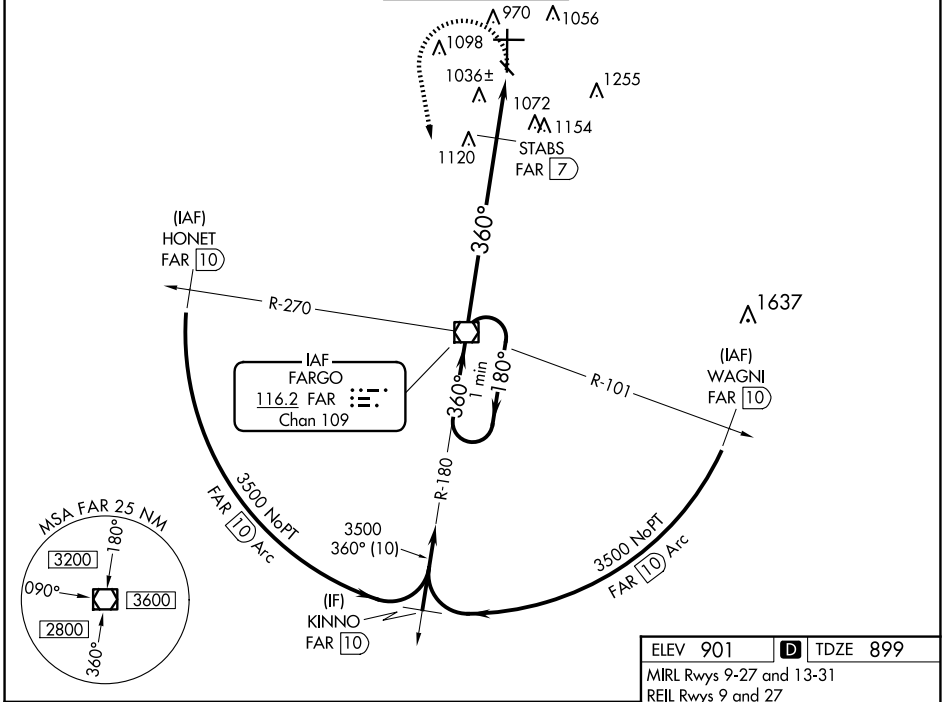 970
1056
1098
1036±
1255
1072
1154
1120
STABS
FAR 7
360°
(IAF)
HONET
FAR 10
R-270
1637
(IAF)
WAGNI
FAR 10
R-101
IAF
FARGO
116.2 FAR
Chan 109
360°
1 min
180°
R-180
3500 NoPT
FAR 10 Arc
3500
360° (10)
3500 NoPT
FAR 10 Arc
(IF)
KINNO
FAR 10
MSA FAR 25 NM
180°
3200
090°
3600
2800
360°
ELEV 901 D TDZE 899
MIRL Rwys 9-27 and 13-31
REIL Rwys 9 and 27